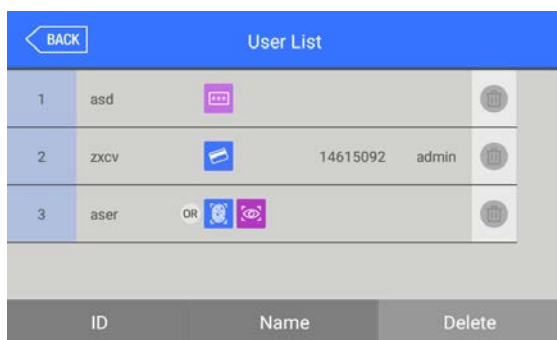 BACK User List
1 asd
2 zxcv 14615092 admin
3 aser OR
ID Name Delete